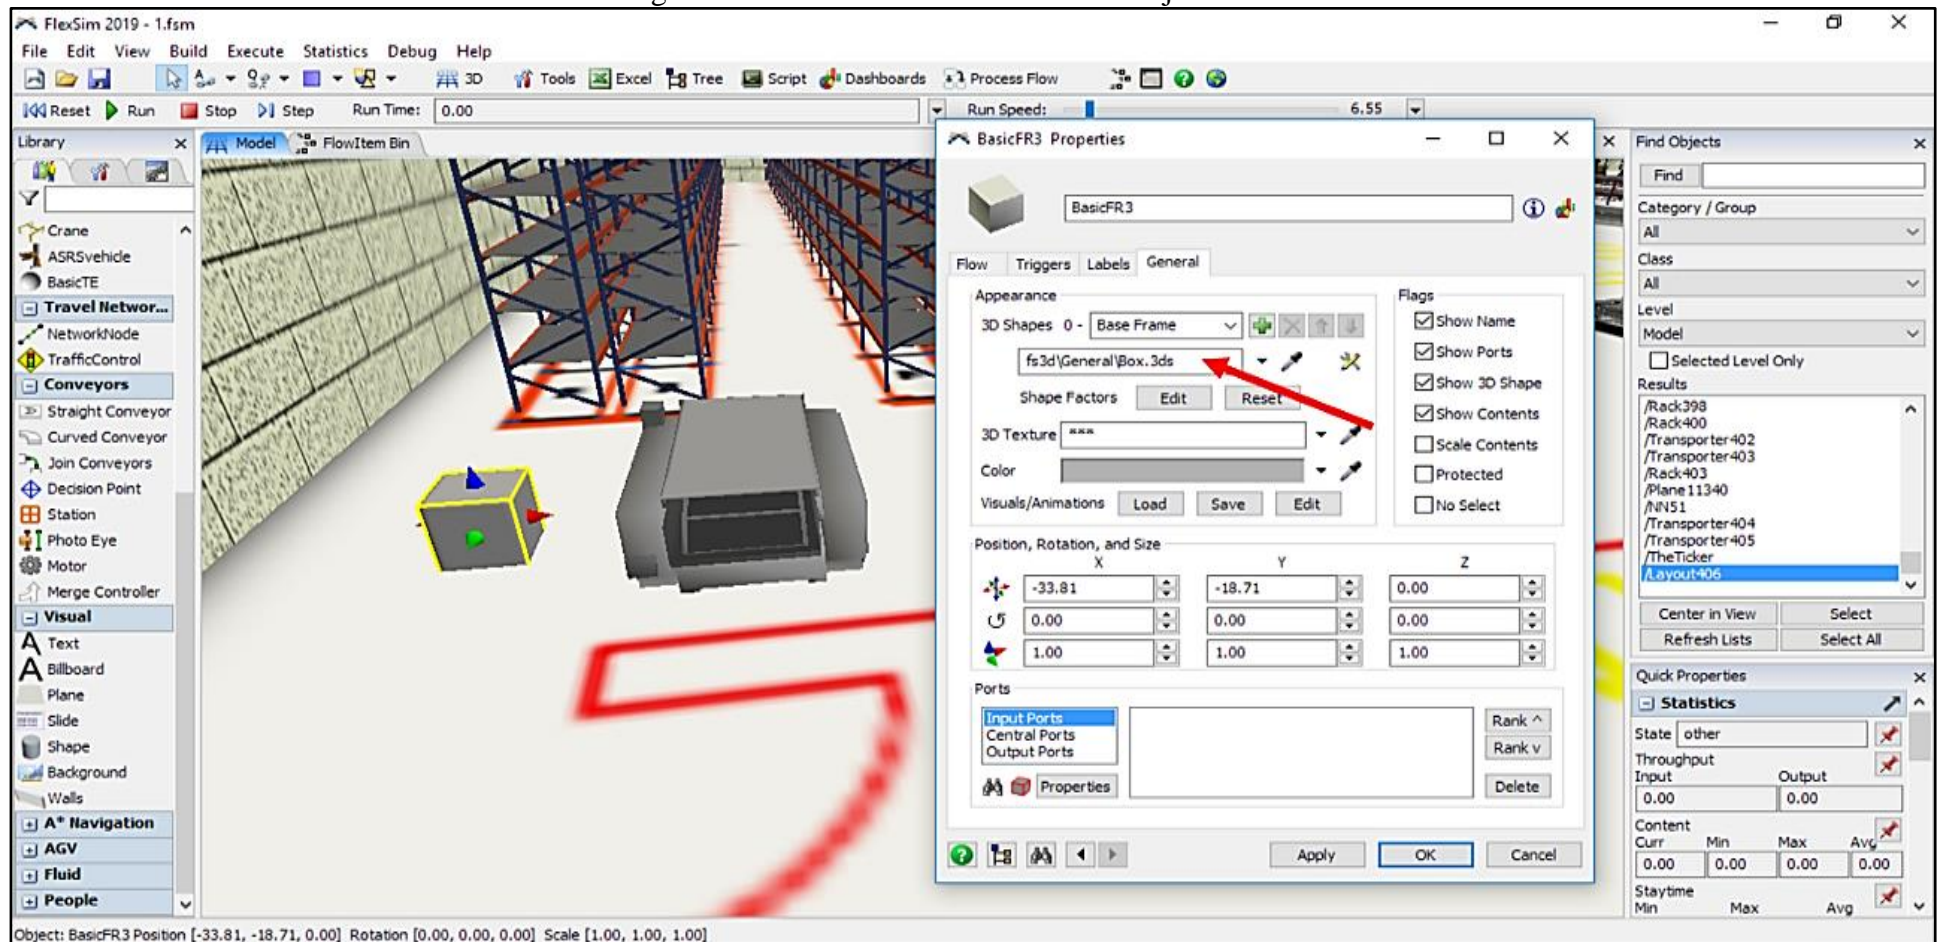 FlexSim 2019 - 1.fsm
File Edit View Build Execute Statistics Debug Help
3D Tools Excel Tree Script Dashboards Process Flow
Reset Run Stop Step Run Time: 0.00 Run Speed: 6.55
Library
Model FlowItem Bin
Crane
ASRSvehicle
BasicTE
Travel Networ...
NetworkNode
TrafficControl
Conveyors
Straight Conveyor
Curved Conveyor
Join Conveyors
Decision Point
Station
Photo Eye
Motor
Merge Controller
Visual
Text
Billboard
Plane
Slide
Shape
Background
Walls
A* Navigation
AGV
Fluid
People
BasicFR3 Properties
BasicFR3
Flow Triggers Labels General
Appearance
3D Shapes 0 - Base Frame
fs3d\General\Box.3ds
Shape Factors Edit Reset
3D Texture ***
Color
Visuals/Animations Load Save Edit
Flags
Show Name
Show Ports
Show 3D Shape
Show Contents
Scale Contents
Protected
No Select
Position, Rotation, and Size
X Y Z
-33.81 -18.71 0.00
0.00 0.00 0.00
1.00 1.00 1.00
Ports
Input Ports
Central Ports
Output Ports
Rank ^
Rank v
Properties
Delete
Apply OK Cancel
Find Objects
Find
Category / Group
All
Class
All
Level
Model
Selected Level Only
Results
/Rack398
/Rack400
/Transporter402
/Transporter403
/Rack403
/Plane11340
/NN51
/Transporter404
/Transporter405
/TheTicker
/Layout406
Center in View Select
Refresh Lists Select All
Quick Properties
Statistics
State other
Throughput
Input Output
0.00 0.00
Content
Curr Min Max Avg
0.00 0.00 0.00 0.00
Staytime
Min Max Avg
Object: BasicFR3 Position [-33.81, -18.71, 0.00] Rotation [0.00, 0.00, 0.00] Scale [1.00, 1.00, 1.00]